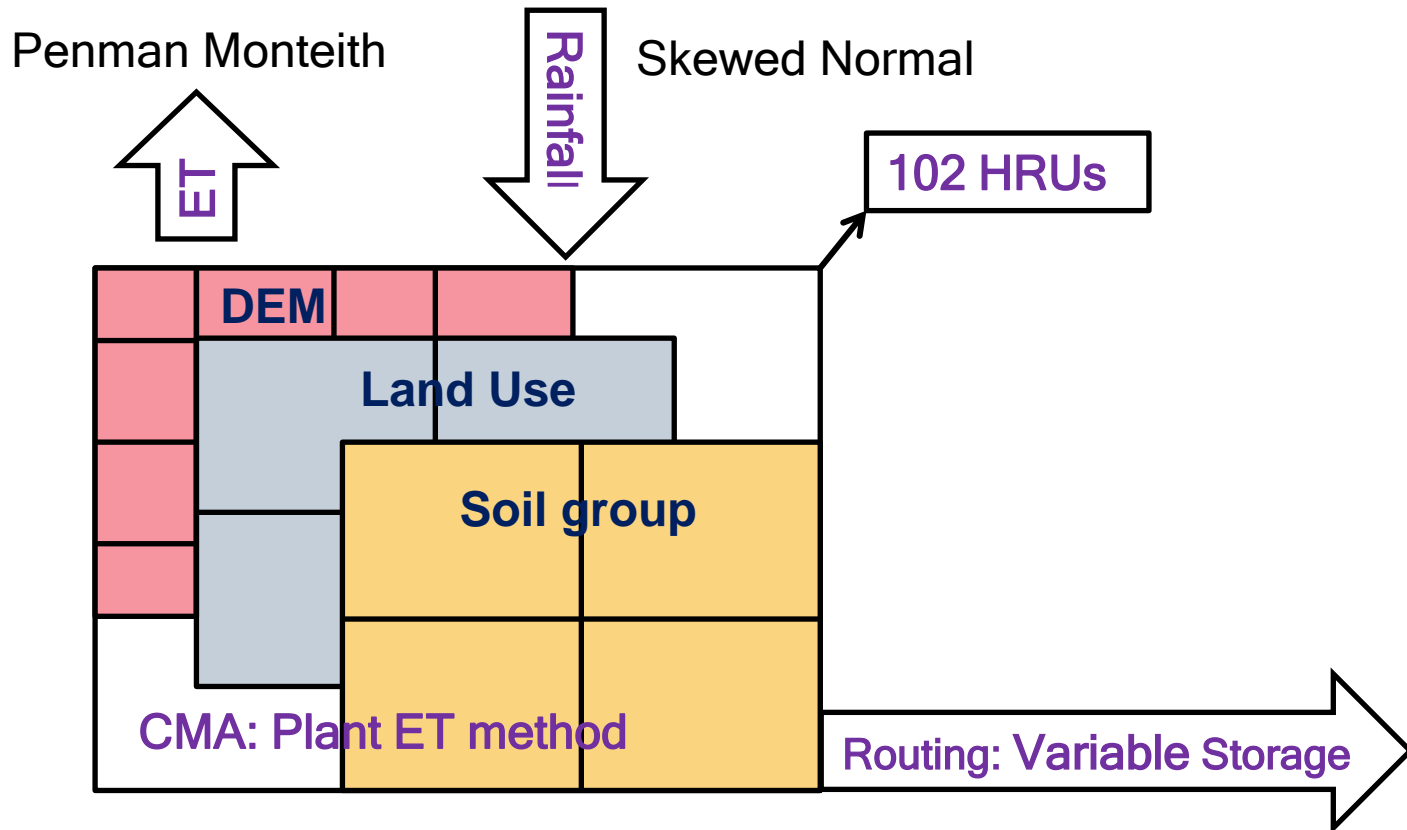 Penman Monteith
Skewed Normal
Rainfall
ET
102 HRUs
DEM
Land Use
Soil group
CMA: Plant ET method
Routing: Variable Storage